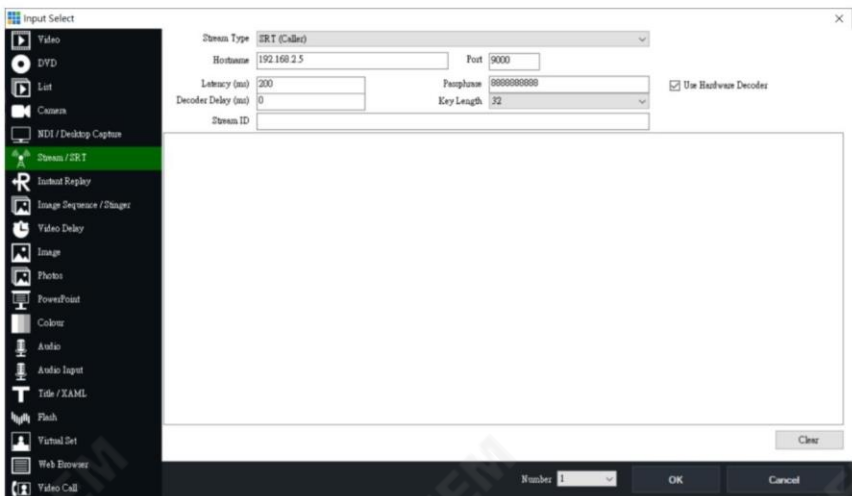 Input Select
Video
DVD
List
Camera
NDI / Desktop Capture
Stream / SRT
Instant Replay
Image Sequence / Stinger
Video Delay
Image
Photos
PowerPoint
Colour
Audio
Audio Input
Title / XAML
Flash
Virtual Set
Web Browser
Video Call
Stream Type SRT (Caller)
Hostname 192.168.2.5 Port 9000
Latency (ms) 200 Passphrase 8888888888 Use Hardware Decoder
Decoder Delay (ms) 0 Key Length 32
Stream ID
Clear
Number 1 OK Cancel